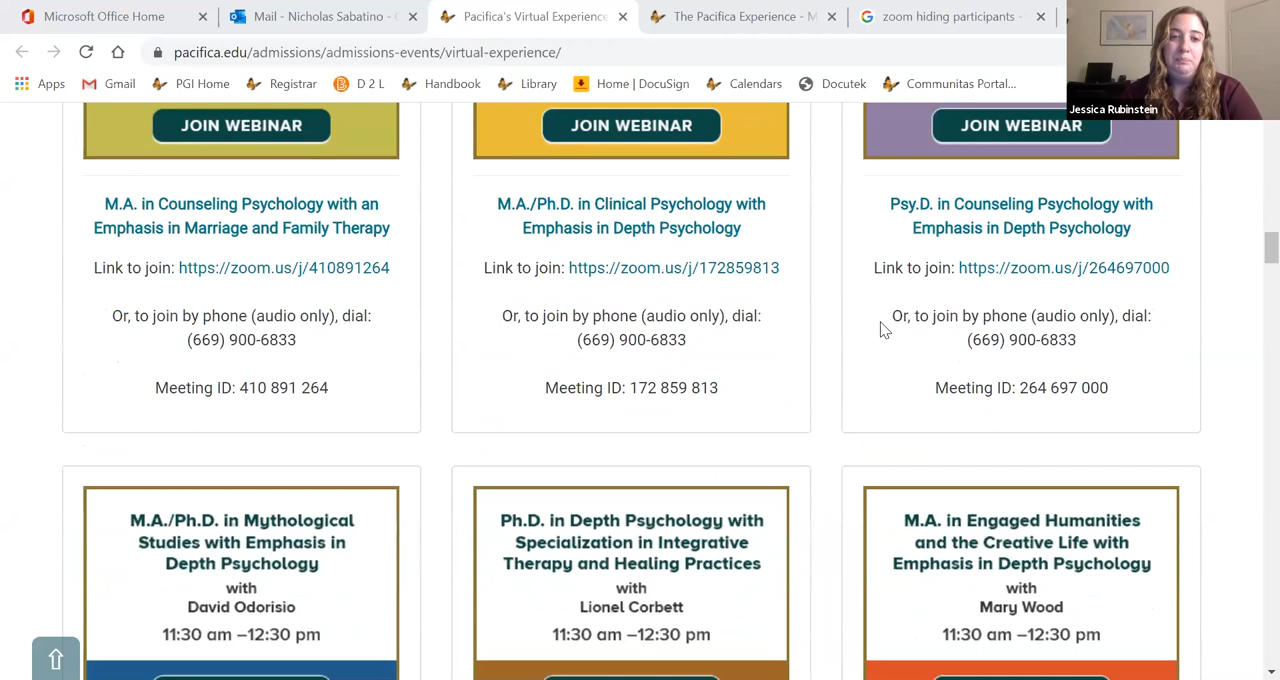 Microsoft Office Home
Mail - Nicholas Sabatino -
Pacifica's Virtual Experience
The Pacifica Experience - M
zoom hiding participants -
pacifica.edu/admissions/admissions-events/virtual-experience/
Apps
Gmail
PGI Home
Registrar
D 2 L
Handbook
Library
Home | DocuSign
Calendars
Docutek
Communitas Portal...
Jessica Rubinstein
JOIN WEBINAR
JOIN WEBINAR
JOIN WEBINAR
M.A. in Counseling Psychology with an
Emphasis in Marriage and Family Therapy
Link to join: https://zoom.us/j/410891264
Or, to join by phone (audio only), dial:
(669) 900-6833
Meeting ID: 410 891 264
M.A./Ph.D. in Clinical Psychology with
Emphasis in Depth Psychology
Link to join: https://zoom.us/j/172859813
Or, to join by phone (audio only), dial:
(669) 900-6833
Meeting ID: 172 859 813
Psy.D. in Counseling Psychology with
Emphasis in Depth Psychology
Link to join: https://zoom.us/j/264697000
Or, to join by phone (audio only), dial:
(669) 900-6833
Meeting ID: 264 697 000
M.A./Ph.D. in Mythological
Studies with Emphasis in
Depth Psychology
with
David Odorisio
11:30 am –12:30 pm
Ph.D. in Depth Psychology with
Specialization in Integrative
Therapy and Healing Practices
with
Lionel Corbett
11:30 am –12:30 pm
M.A. in Engaged Humanities
and the Creative Life with
Emphasis in Depth Psychology
with
Mary Wood
11:30 am –12:30 pm